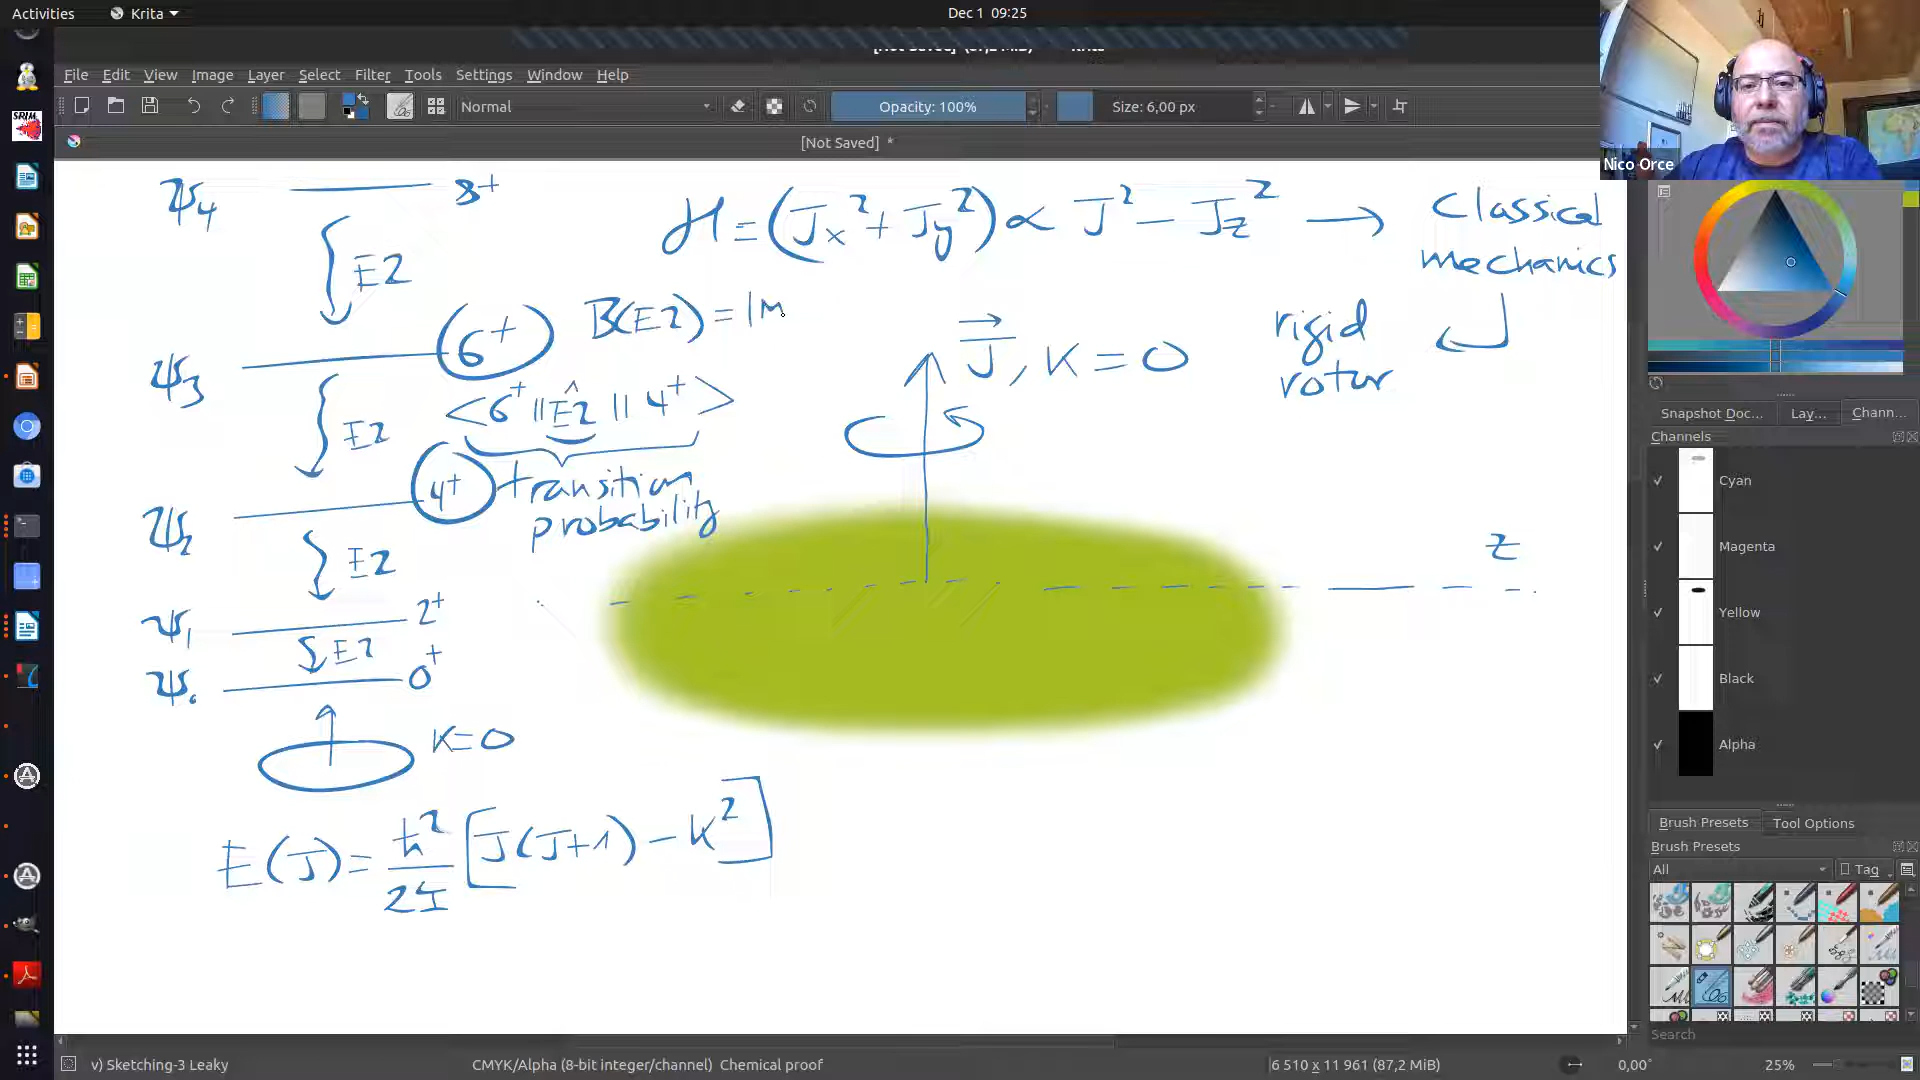 Activities
Krita
Dec 1 09:25
File Edit View Image Layer Select Filter Tools Settings Window Help
Normal
Opacity: 100%
Size: 6,00 px
[Not Saved] *
Nico Orce
SRIM
ψ4 8+
E2
H = (Jx² + Jy²) ∝ J² − Jz² → Classical
mechanics
6+ B(E2) = |M
J, K = 0
rigid
rotor
ψ3
E2
<6+ || Ê2 || 4+>
4+ transition
probability
ψ2
E2
z
ψ1 2+
E2
ψ0 0+
K=0
E(J) = ħ²/2I [J(J+1) − K²]
Snapshot Doc...
Lay...
Chann...
Channels
Cyan
Magenta
Yellow
Black
Alpha
Brush Presets
Tool Options
Brush Presets
All
Tag
Search
v) Sketching-3 Leaky
CMYK/Alpha (8-bit integer/channel) Chemical proof
6 510 x 11 961 (87,2 MiB)
0,00°
25%